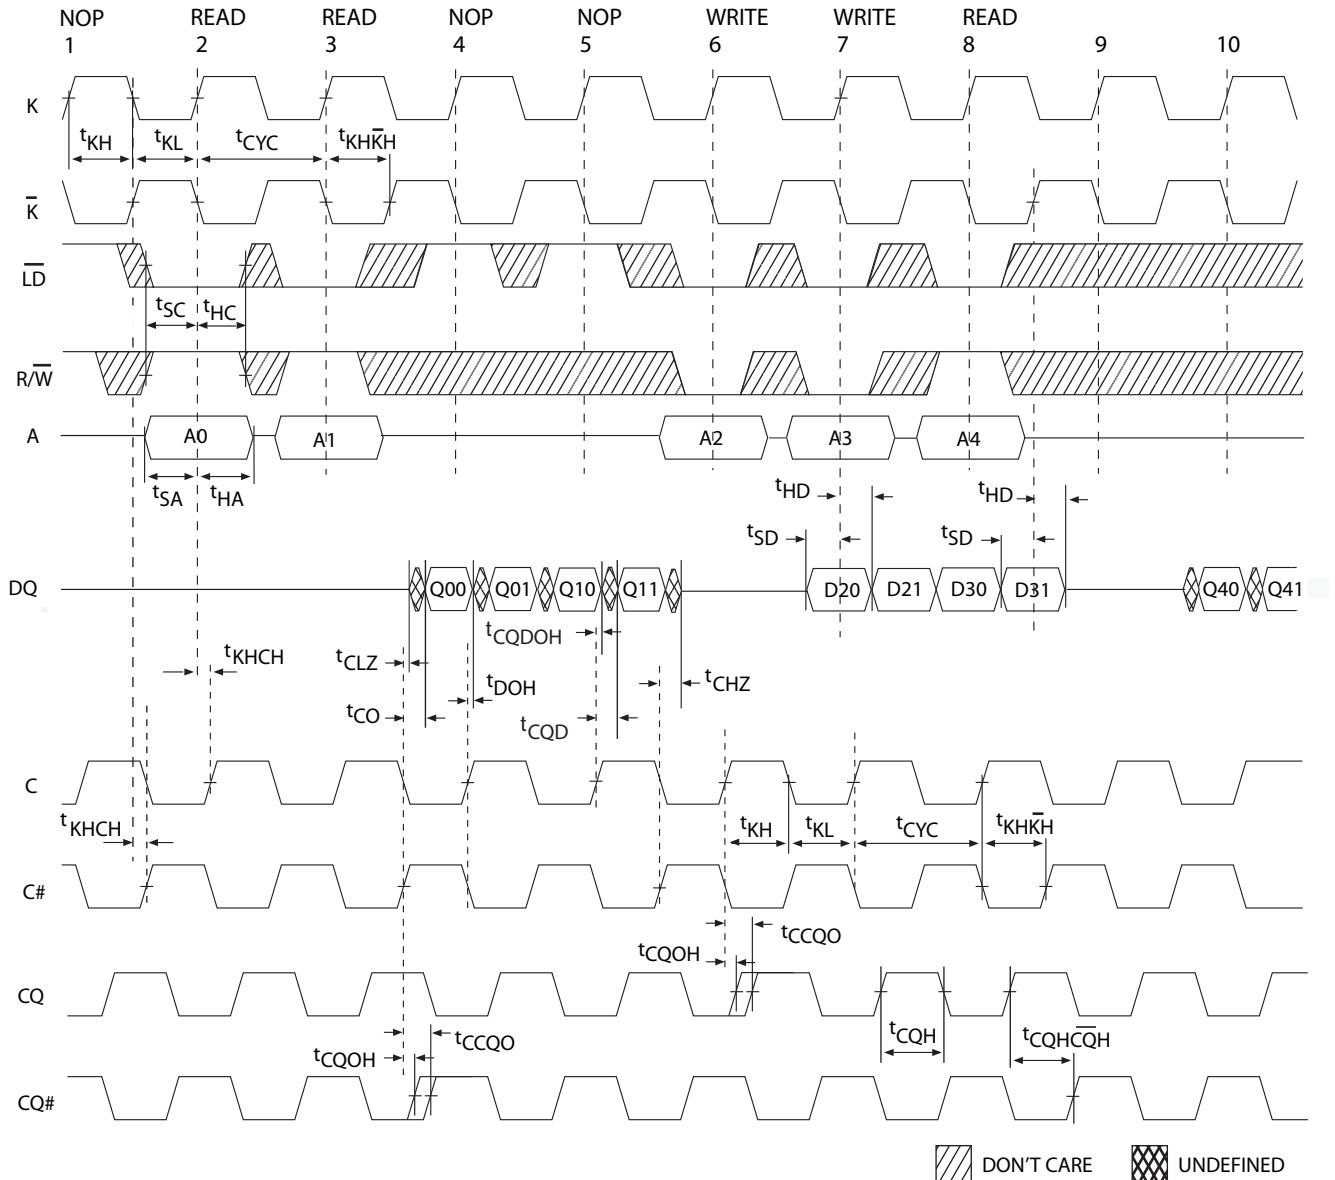 NOP READ READ NOP NOP WRITE WRITE READ
1 2 3 4 5 6 7 8 9 10
K
tKH tKL tCYC tKHK̅H
K̅
L̅D̅
tSC tHC
R/W̅
A A0 A1 A2 A3 A4
tSA tHA tHD tHD
tSD tSD
DQ Q00 Q01 Q10 Q11 D20 D21 D30 D31 Q40 Q41
tCQDOH
tKHCH tCLZ tDOH tCHZ
tCO tCQD
C
tKHCH tKH tKL tCYC tKHK̅H
C#
tCCQO
tCQOH
CQ
tCCQO tCQH tCQHC̅Q̅H
tCQOH
CQ#
DON'T CARE UNDEFINED